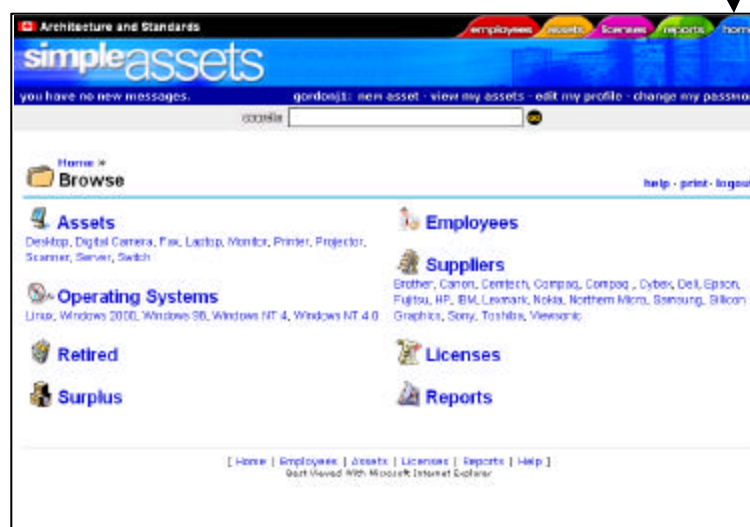 Architecture and Standards
employees assets licenses reports home
simpleassets
you have no new messages. gordonj1: new asset - view my assets - edit my profile - change my passwo
Home »
Browse
help - print - logout
Assets
Desktop, Digital Camera, Fax, Laptop, Monitor, Printer, Projector,
Scanner, Server, Switch
Operating Systems
Linux, Windows 2000, Windows 98, Windows NT 4, Windows NT 4.0
Retired
Surplus
Employees
Suppliers
Brother, Canon, Cemtech, Compaq, Compaq , Cybex, Dell, Epson,
Fujitsu, HP, IBM, Lexmark, Nokia, Northern Micro, Samsung, Silicon
Graphics, Sony, Toshiba, Viewsonic
Licenses
Reports
[ Home | Employees | Assets | Licenses | Reports | Help ]
Best Viewed With Microsoft Internet Explorer